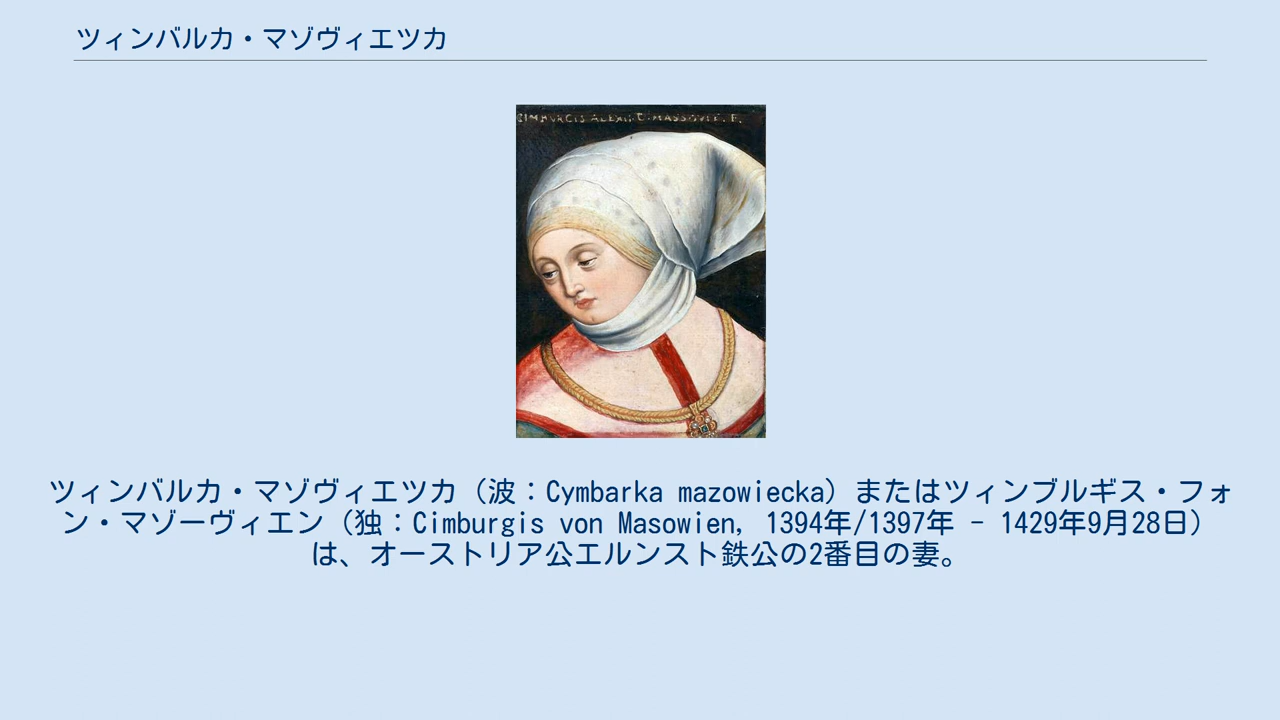 ツィンバルカ・マゾヴィエツカ
CIMBVRGIS ALEXII: D: MASSOVIE. F.
ツィンバルカ・マゾヴィエツカ（波：Cymbarka mazowiecka）またはツィンブルギス・フォ
ン・マゾーヴィエン（独：Cimburgis von Masowien, 1394年/1397年 - 1429年9月28日）
は、オーストリア公エルンスト鉄公の2番目の妻。